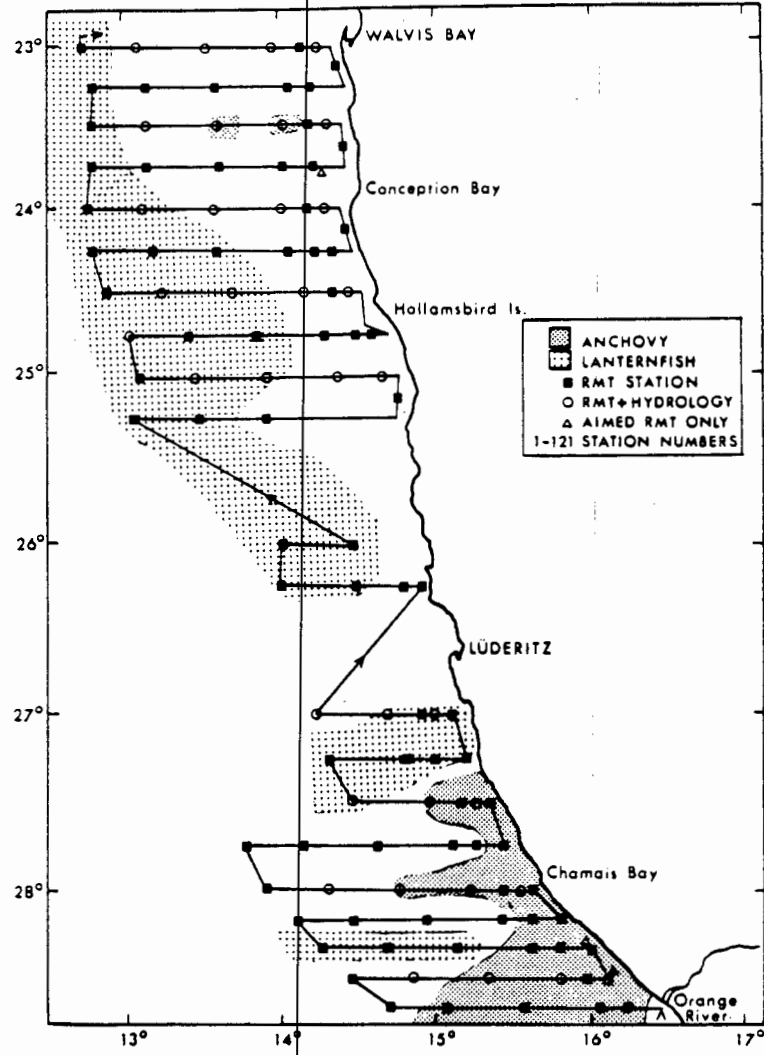 23°
WALVIS BAY
Conception Bay
24°
Hollamsbird Is.
ANCHOVY
LANTERNFISH
RMT STATION
RMT+HYDROLOGY
AIMED RMT ONLY
1-121 STATION NUMBERS
25°
26°
LÜDERITZ
27°
Chamais Bay
28°
Orange
River.
13°
14°
15°
16°
17°